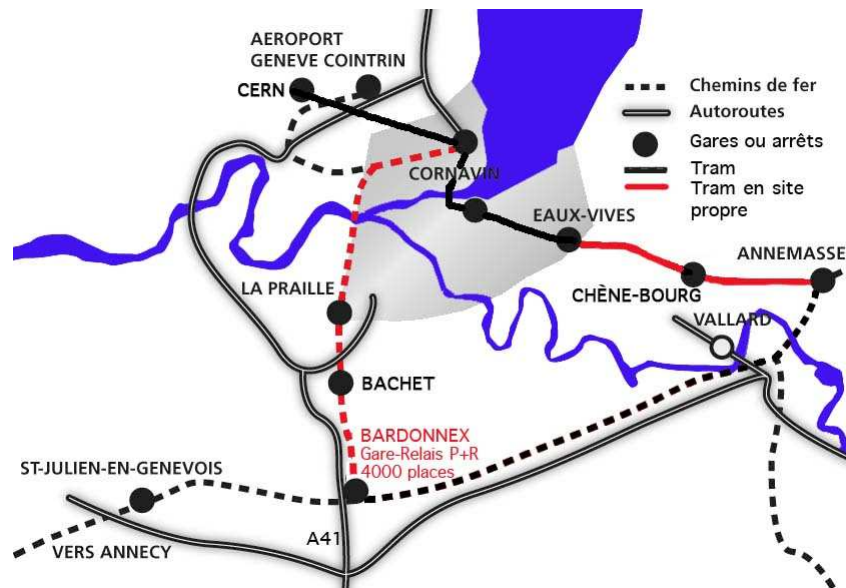 AEROPORT
GENEVE COINTRIN
CERN
Chemins de fer
Autoroutes
Gares ou arrêts
Tram
Tram en site
propre
CORNAVIN
EAUX-VIVES
ANNEMASSE
LA PRAILLE
CHÈNE-BOURG
VALLARD
BACHET
BARDONNEX
Gare-Relais P+R
4000 places
ST-JULIEN-EN-GENEVOIS
A41
VERS ANNECY